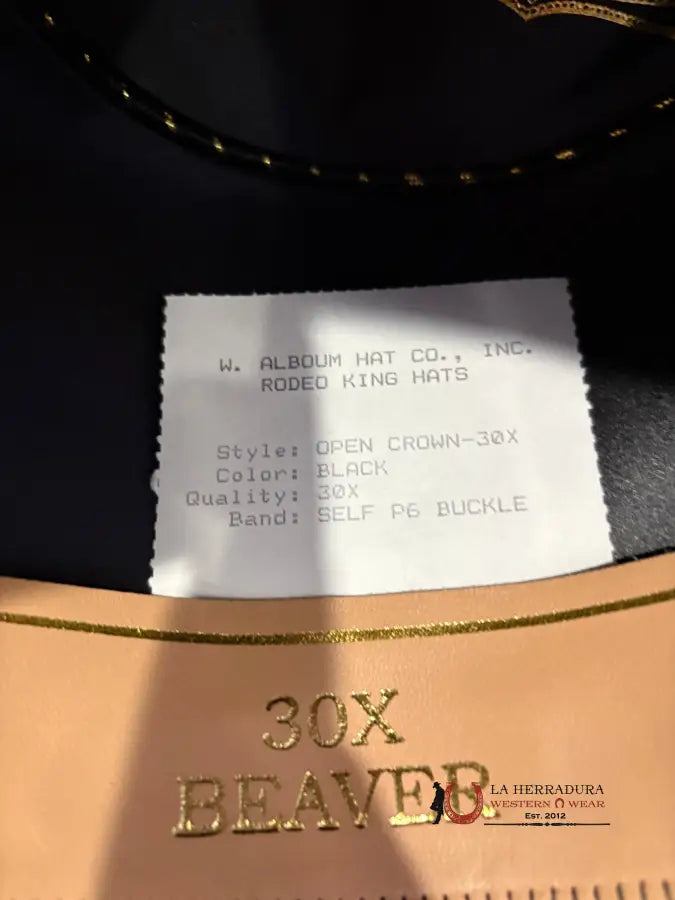 W. ALBOUM HAT CO., INC.
RODEO KING HATS
Style: OPEN CROWN-30X
Color: BLACK
Quality: 30X
Band: SELF P6 BUCKLE
30X
BEAVER
LA HERRADURA
WESTERN WEAR
EST. 2012